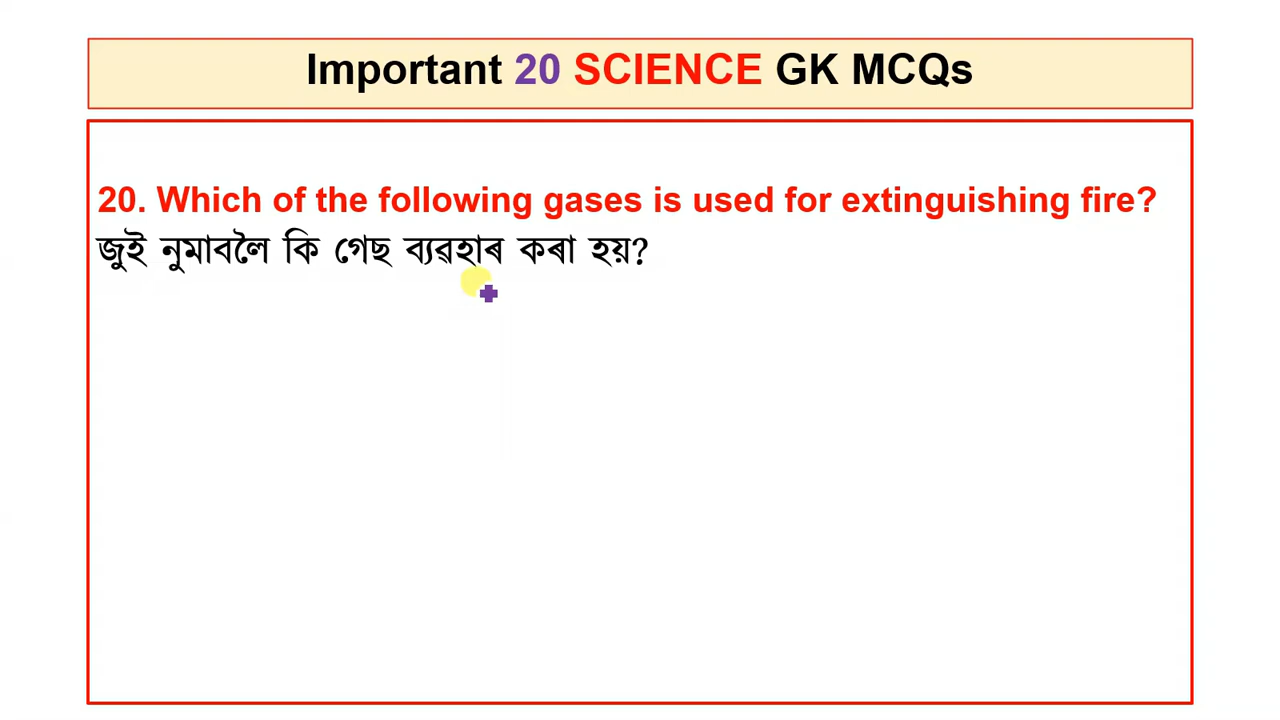 Important 20 SCIENCE GK MCQs
20. Which of the following gases is used for extinguishing fire?
জুই নুমাবলৈ কি গেছ ব্যৱহাৰ কৰা হয়?